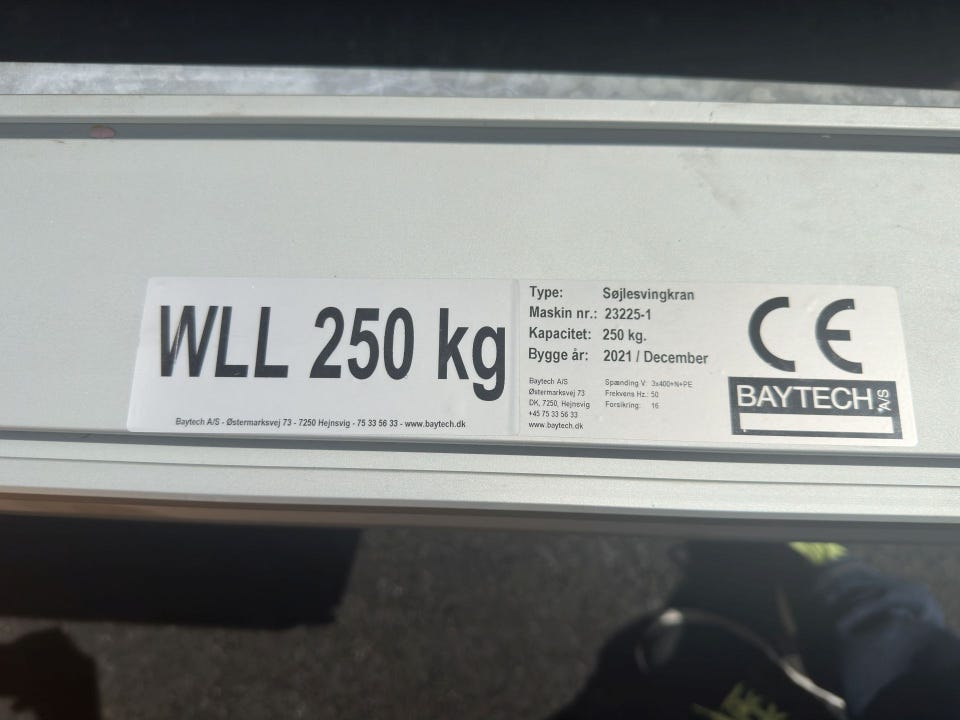 WLL 250 kg
Baytech A/S - Østermarksvej 73 - 7250 Hejnsvig - 75 33 56 33 - www.baytech.dk
Type: Søjlesvingkran
Maskin nr.: 23225-1
Kapacitet: 250 kg.
Bygge år: 2021 / December
Baytech A/S
Østermarksvej 73
DK, 7250, Hejnsvig
+45 75 33 56 33
www.baytech.dk
Spænding V: 3x400+N+PE
Frekvens Hz.: 50
Forsikring: 16
CE
BAYTECH A/S